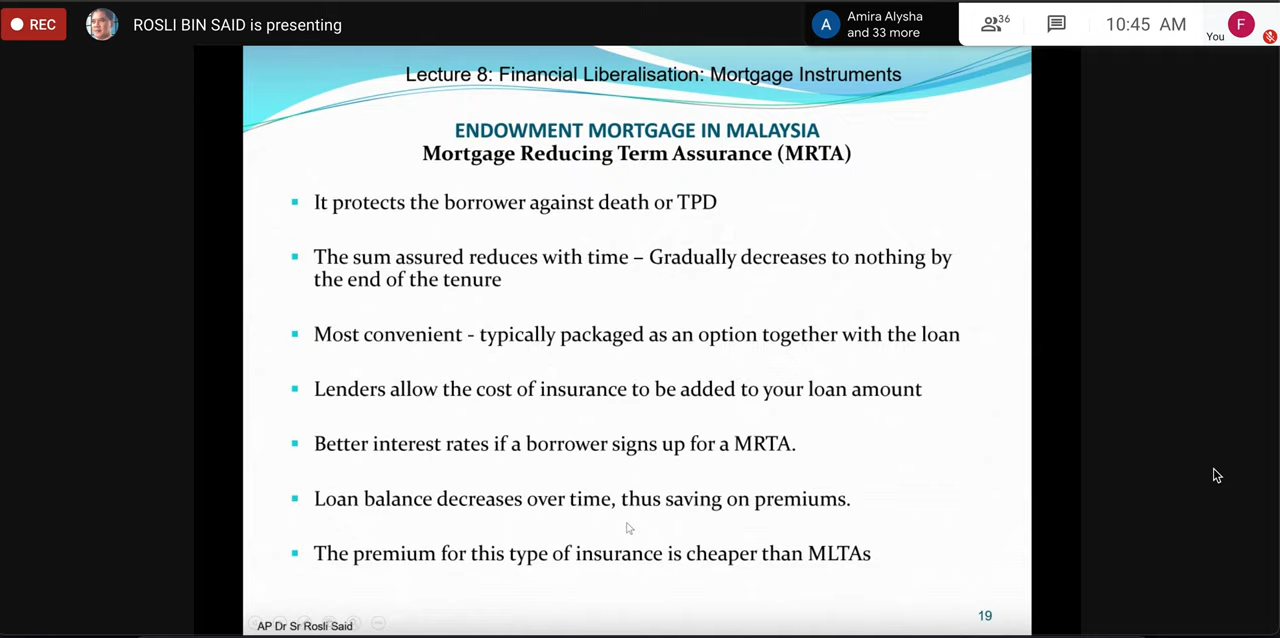 REC
ROSLI BIN SAID is presenting
A
Amira Alysha
and 33 more
36
10:45 AM
You
F
Lecture 8: Financial Liberalisation: Mortgage Instruments
ENDOWMENT MORTGAGE IN MALAYSIA
Mortgage Reducing Term Assurance (MRTA)
▪ It protects the borrower against death or TPD
▪ The sum assured reduces with time – Gradually decreases to nothing by
the end of the tenure
▪ Most convenient - typically packaged as an option together with the loan
▪ Lenders allow the cost of insurance to be added to your loan amount
▪ Better interest rates if a borrower signs up for a MRTA.
▪ Loan balance decreases over time, thus saving on premiums.
▪ The premium for this type of insurance is cheaper than MLTAs
19
AP Dr Sr Rosli Said